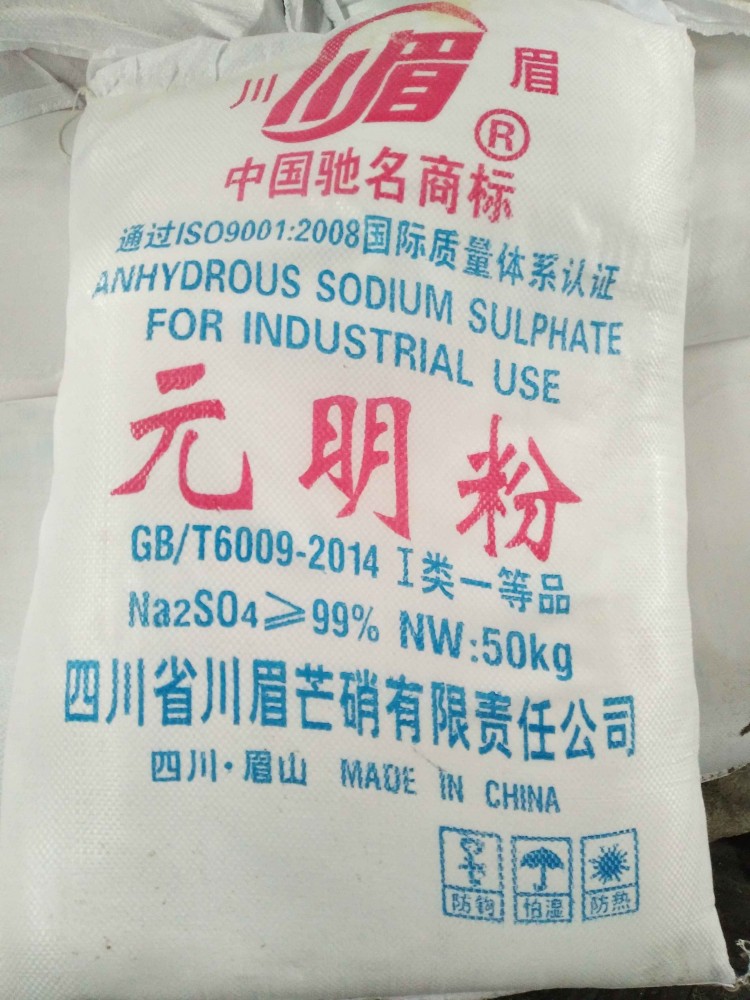 川 川眉 眉
®
中国驰名商标
通过ISO9001:2008国际质量体系认证
ANHYDROUS SODIUM SULPHATE
FOR INDUSTRIAL USE
元明粉
GB/T6009-2014 I类一等品
Na2SO4⩾99% NW:50kg
四川省川眉芒硝有限责任公司
四川·眉山 MADE IN CHINA
防钩 怕湿 防热